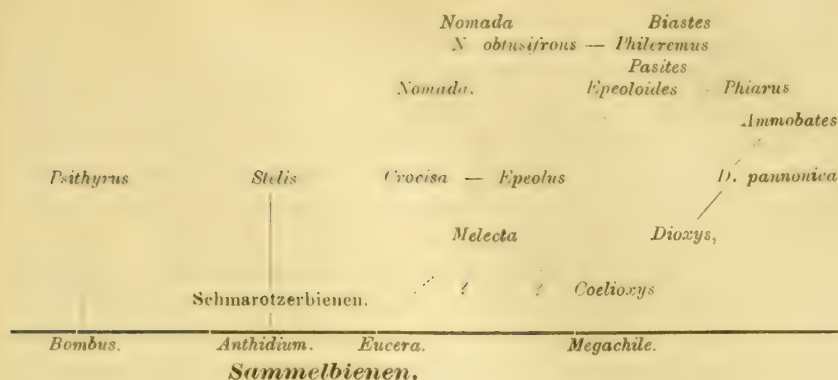 Nomada Biastes
N obtusifrons — Phileremus
Pasites
Nomada. Epeoloides Phiarus
Ammobates
Psithyrus Stelis Crocisa — Epeolus D. pannonica
Melecta Dioxys,
Schmarotzerbienen. ? ? Coelioxys
Bombus. Anthidium. Eucera. Megachile.
Sammelbienen.